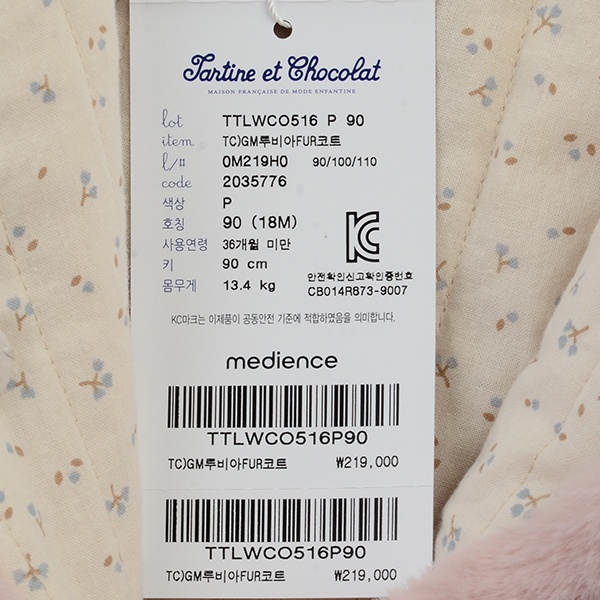 Tartine et Chocolat
MAISON FRANÇAISE DE MODE ENFANTINE
lot TTLWCO516 P 90
item TC)GM루비아FUR코트
l/# 0M219H0 90/100/110
code 2035776
색상 P
호칭 90 (18M)
사용연령 36개월 미만
키 90 cm
몸무게 13.4 kg
안전확인신고확인증번호
CB014R873-9007
KC마크는 이제품이 공동안전 기준에 적합하였음을 의미합니다.
medience
TTLWCO516P90
TC)GM루비아FUR코트 ₩219,000
TTLWCO516P90
TC)GM루비아FUR코트 ₩219,000